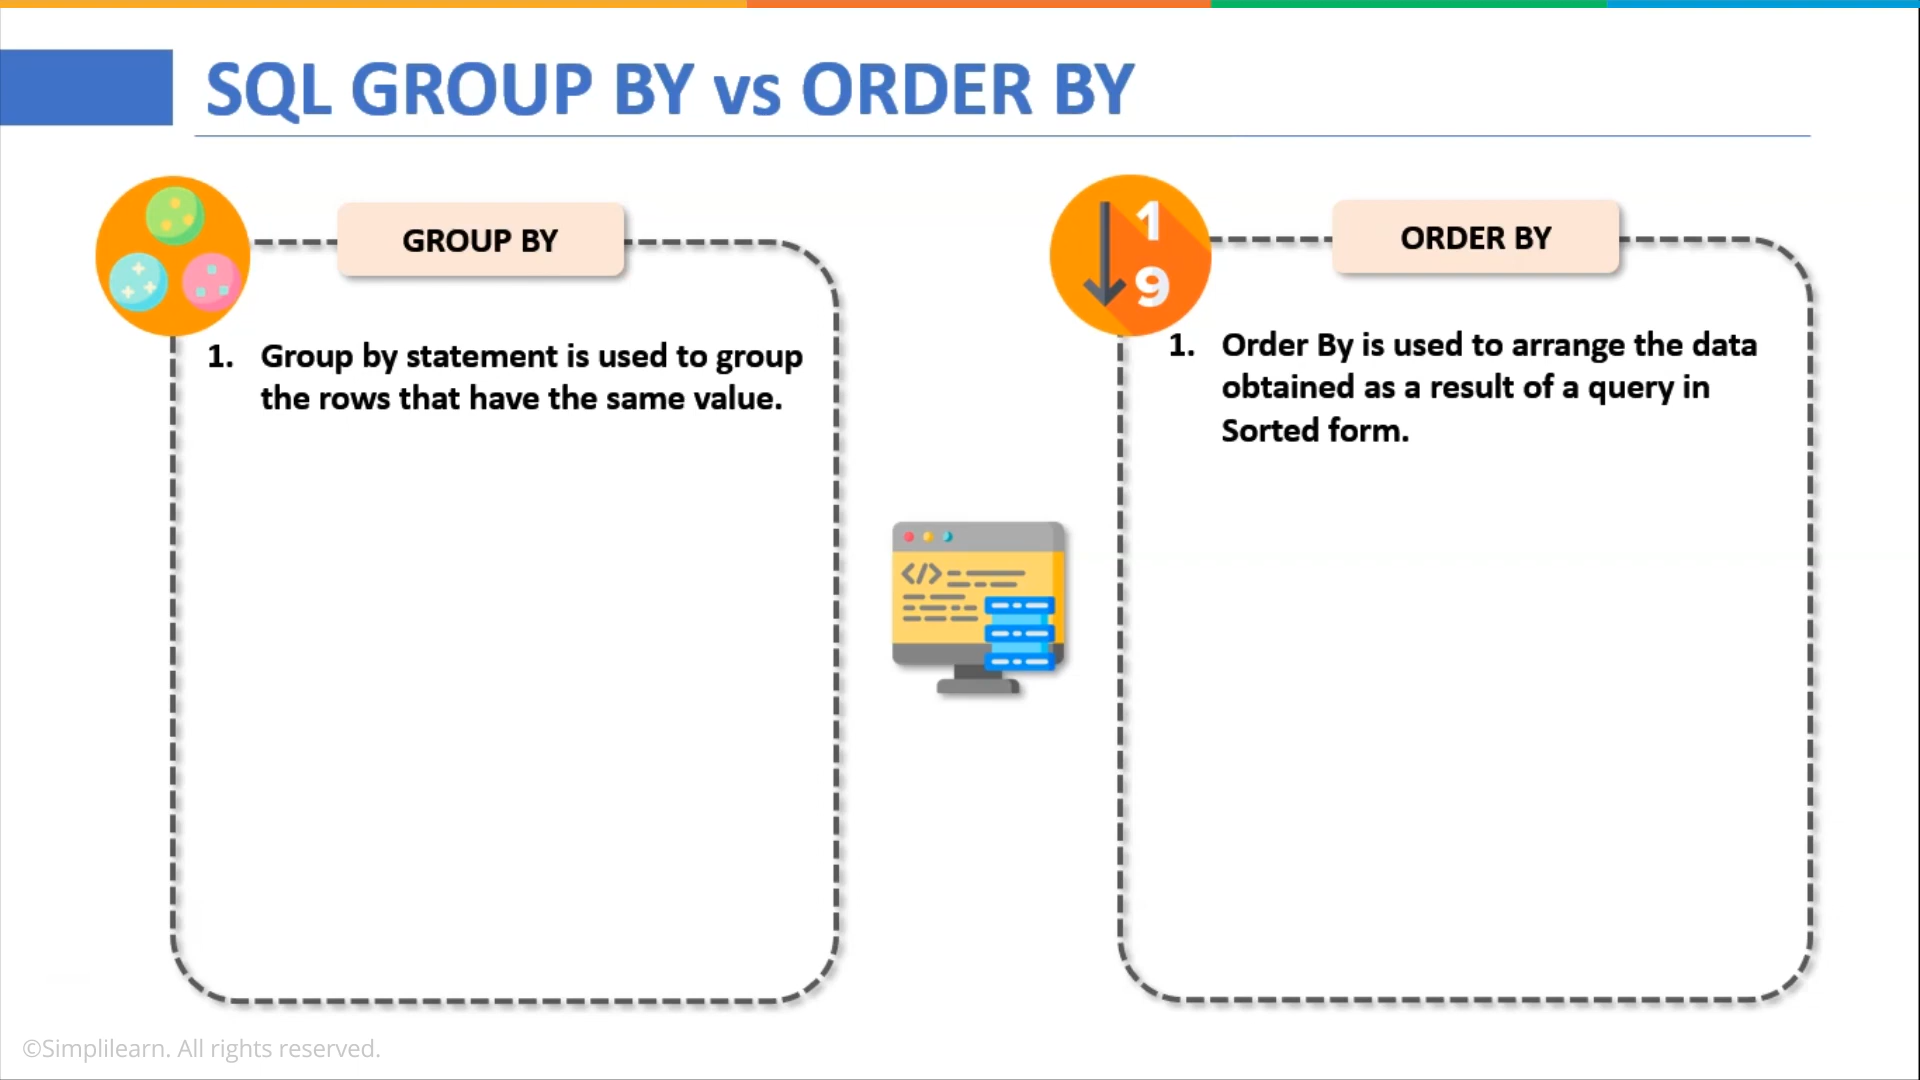 SQL GROUP BY vs ORDER BY
GROUP BY
1. Group by statement is used to group
the rows that have the same value.
1
9
ORDER BY
1. Order By is used to arrange the data
obtained as a result of a query in
Sorted form.
</>
©Simplilearn. All rights reserved.